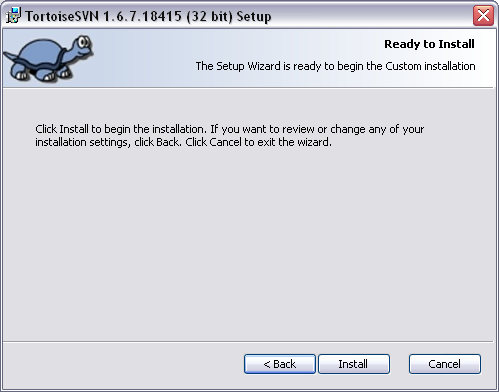 TortoiseSVN 1.6.7.18415 (32 bit) Setup
Ready to Install
The Setup Wizard is ready to begin the Custom installation
Click Install to begin the installation. If you want to review or change any of your
installation settings, click Back. Click Cancel to exit the wizard.
< Back Install Cancel